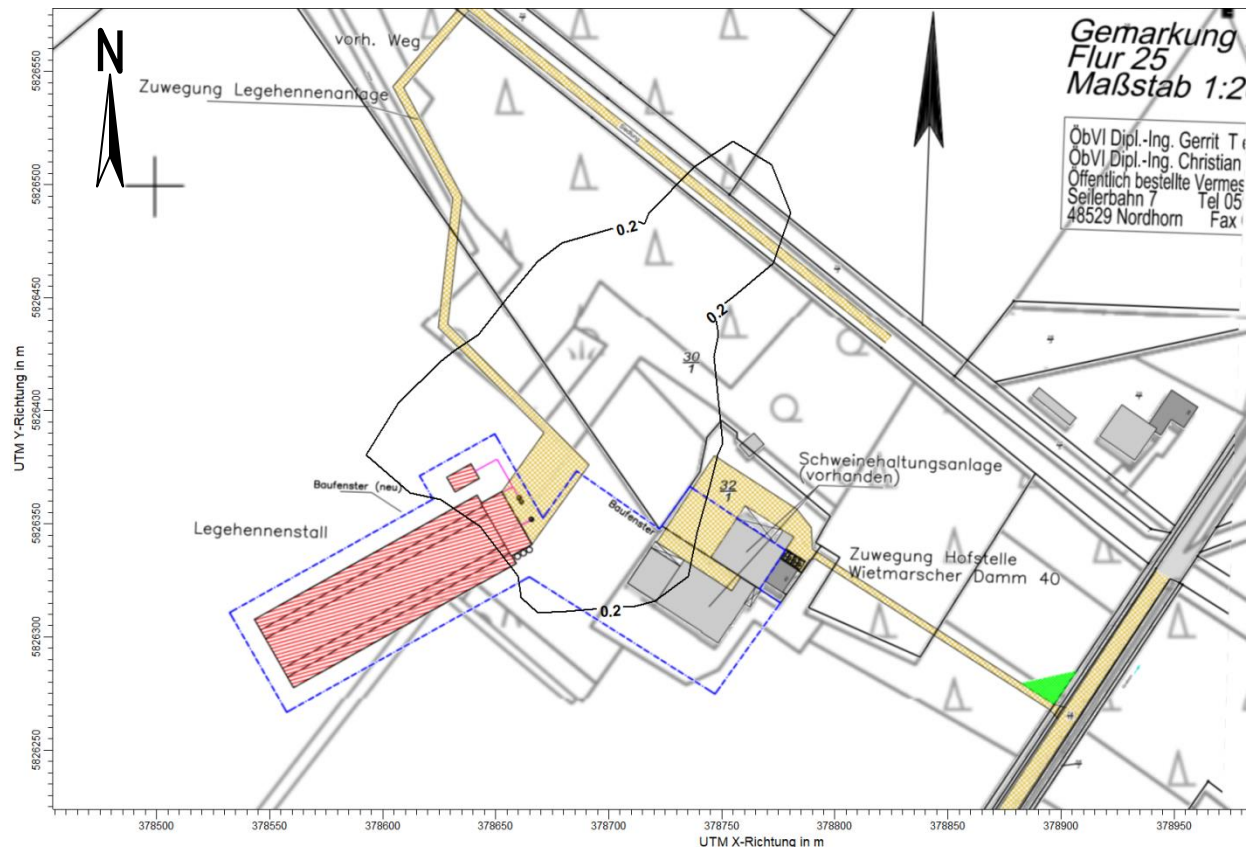 N
vorh. Weg
Zuwegung Legehennenanlage
Gemarkung
Flur 25
Maßstab 1:2
ÖbVI Dipl.-Ing. Gerrit T
ÖbVI Dipl.-Ing. Christian
Öffentlich bestellte Vermes
Seilerbahn 7 Tel 05
48529 Nordhorn Fax
0.2
0.2
30
1
Schweinehaltungsanlage
(vorhanden)
32
1
Baufenster (neu)
Baufenster
Legehennenstall
Zuwegung Hofstelle
Wietmarscher Damm 40
0.2
UTM Y-Richtung in m
5826550
5826500
5826450
5826400
5826350
5826300
5826250
378500 378550 378600 378650 378700 378750 378800 378850 378900 378950
UTM X-Richtung in m